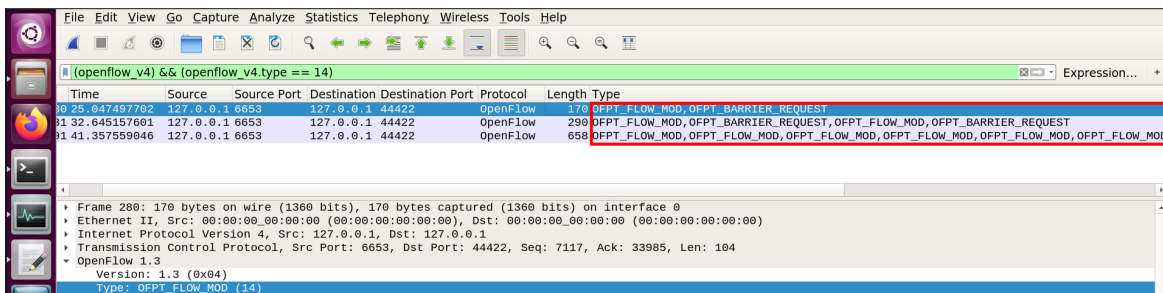 File Edit View Go Capture Analyze Statistics Telephony Wireless Tools Help
(openflow_v4) && (openflow_v4.type == 14)
Expression... +
Time Source Source Port Destination Destination Port Protocol Length Type
25.047497702 127.0.0.1 6653 127.0.0.1 44422 OpenFlow 170 OFPT_FLOW_MOD,OFPT_BARRIER_REQUEST
32.645157601 127.0.0.1 6653 127.0.0.1 44422 OpenFlow 290 OFPT_FLOW_MOD,OFPT_BARRIER_REQUEST,OFPT_FLOW_MOD,OFPT_BARRIER_REQUEST
41.357559046 127.0.0.1 6653 127.0.0.1 44422 OpenFlow 658 OFPT_FLOW_MOD,OFPT_FLOW_MOD,OFPT_FLOW_MOD,OFPT_FLOW_MOD,OFPT_FLOW_MOD,OFPT_FLOW_MOD
Frame 280: 170 bytes on wire (1360 bits), 170 bytes captured (1360 bits) on interface 0
Ethernet II, Src: 00:00:00_00:00:00 (00:00:00:00:00:00), Dst: 00:00:00_00:00:00 (00:00:00:00:00:00)
Internet Protocol Version 4, Src: 127.0.0.1, Dst: 127.0.0.1
Transmission Control Protocol, Src Port: 6653, Dst Port: 44422, Seq: 7117, Ack: 33985, Len: 104
OpenFlow 1.3
Version: 1.3 (0x04)
Type: OFPT_FLOW_MOD (14)